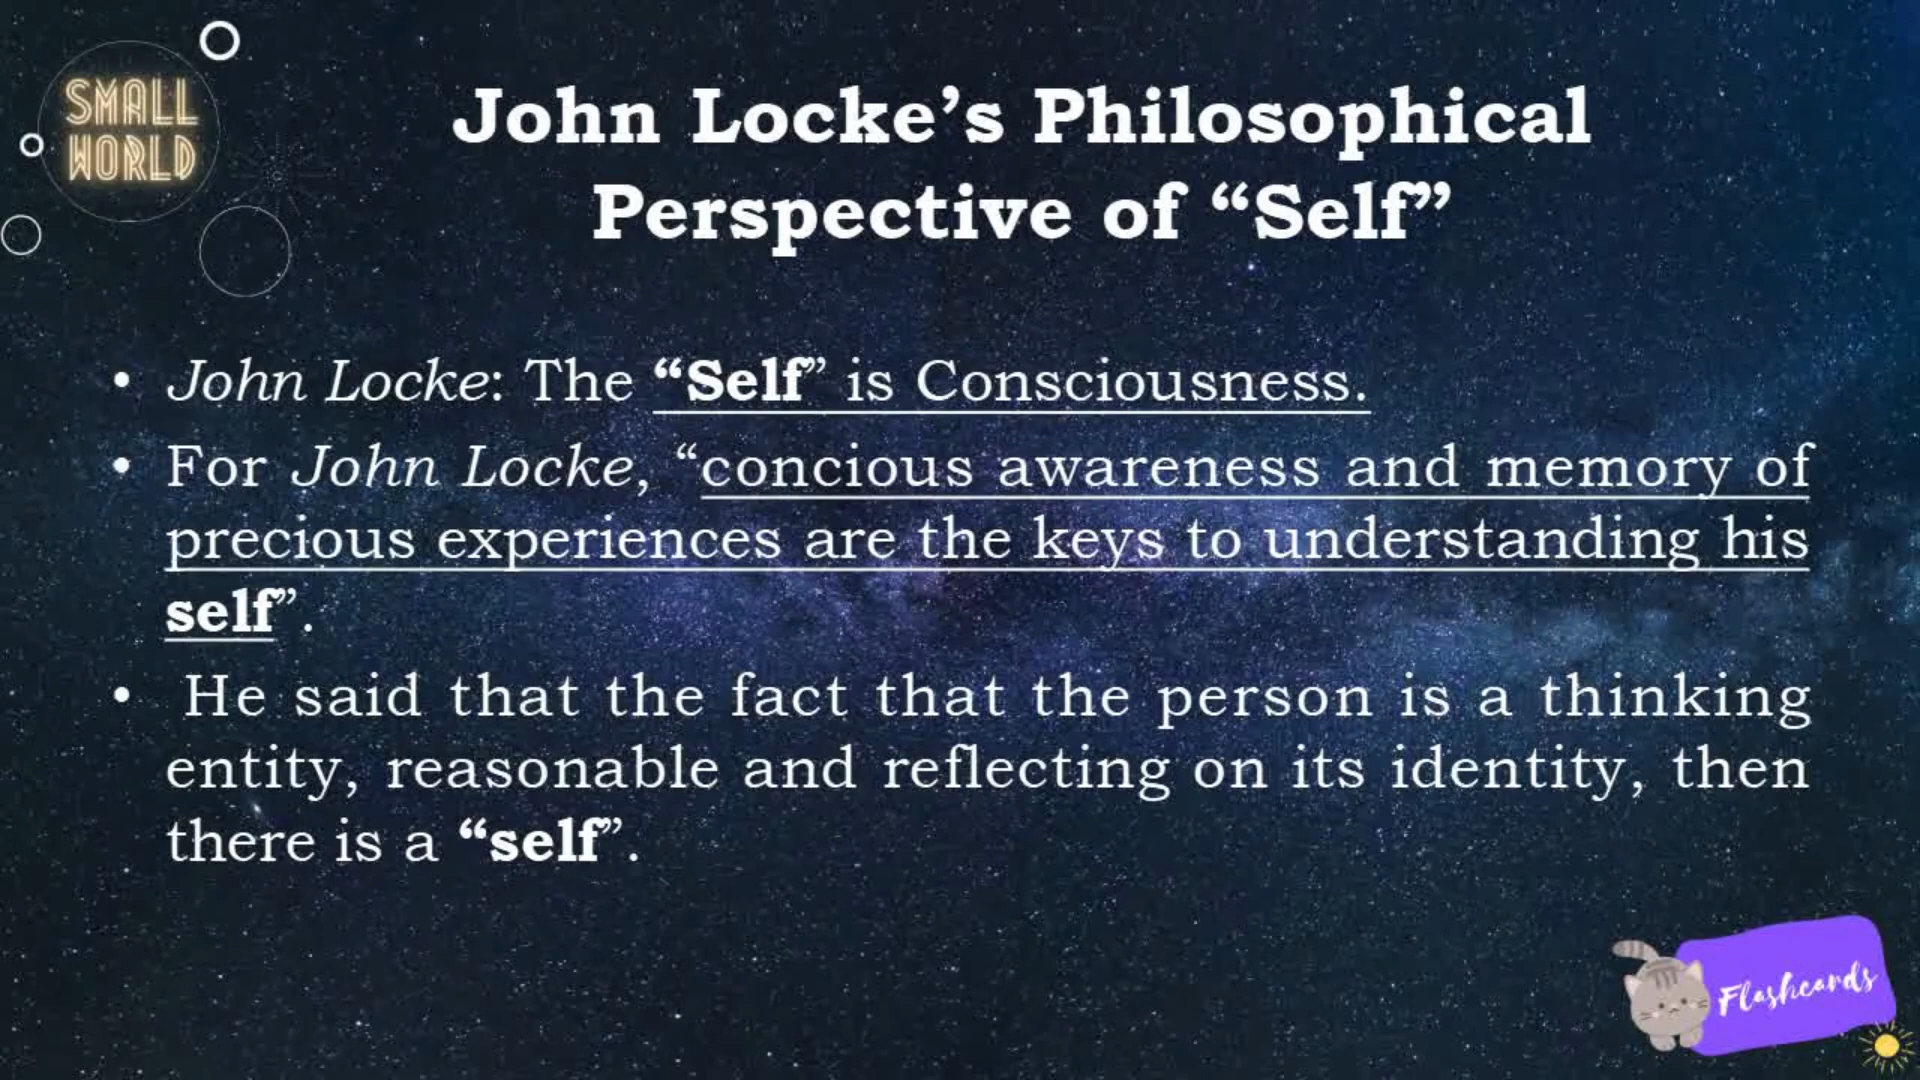 SMALL
WORLD
John Locke’s Philosophical
Perspective of “Self”
• John Locke: The “Self” is Consciousness.
• For John Locke, “concious awareness and memory of
precious experiences are the keys to understanding his
self”.
• He said that the fact that the person is a thinking
entity, reasonable and reflecting on its identity, then
there is a “self”.
Flashcards